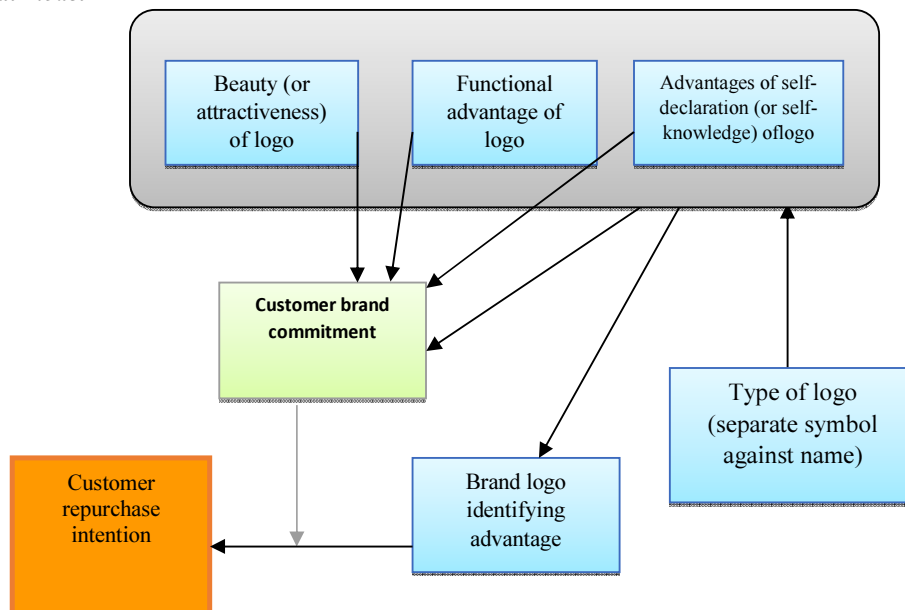 Beauty (or
attractiveness)
of logo
Functional
advantage of
logo
Advantages of self-
declaration (or self-
knowledge) oflogo
Customer brand
commitment
Type of logo
(separate symbol
against name)
Customer
repurchase
intention
Brand logo
identifying
advantage